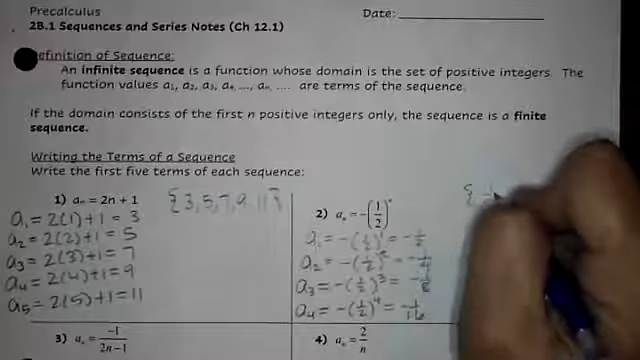 Precalculus
Date:
2B.1 Sequences and Series Notes (Ch 12.1)
efinition of Sequence:
An infinite sequence is a function whose domain is the set of positive integers. The
function values a₁, a₂, a₃, a₄, ...., aₙ, .... are terms of the sequence.
If the domain consists of the first n positive integers only, the sequence is a finite
sequence.
Writing the Terms of a Sequence
Write the first five terms of each sequence:
1) aₙ = 2n + 1 {3, 5, 7, 9, 11}
a₁ = 2(1)+1 = 3
a₂ = 2(2)+1 = 5
a₃ = 2(3)+1 = 7
a₄ = 2(4)+1 = 9
a₅ = 2(5)+1 = 11
2) aₙ = -(1/2)ⁿ {-1
a₁ = -(1/2)¹ = -1/2
a₂ = -(1/2)² = -1/4
a₃ = -(1/2)³ = -1/8
a₄ = -(1/2)⁴ = -1/16
3) aₙ = -1/2n-1
4) aₙ = 2/n